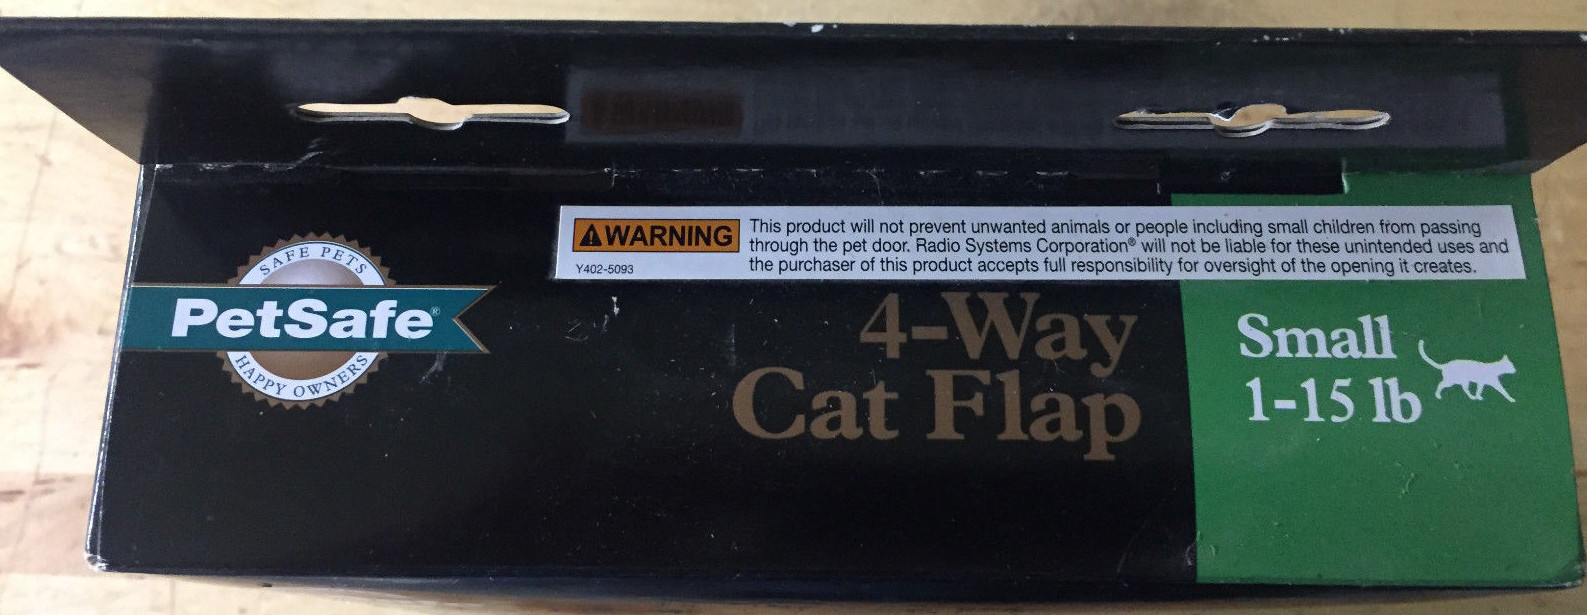 ⚠WARNING
This product will not prevent unwanted animals or people including small children from passing
through the pet door. Radio Systems Corporation® will not be liable for these unintended uses and
the purchaser of this product accepts full responsibility for oversight of the opening it creates.
Y402-5093
SAFE PETS
PetSafe®
HAPPY OWNERS
4-Way
Cat Flap
Small
1-15 lb